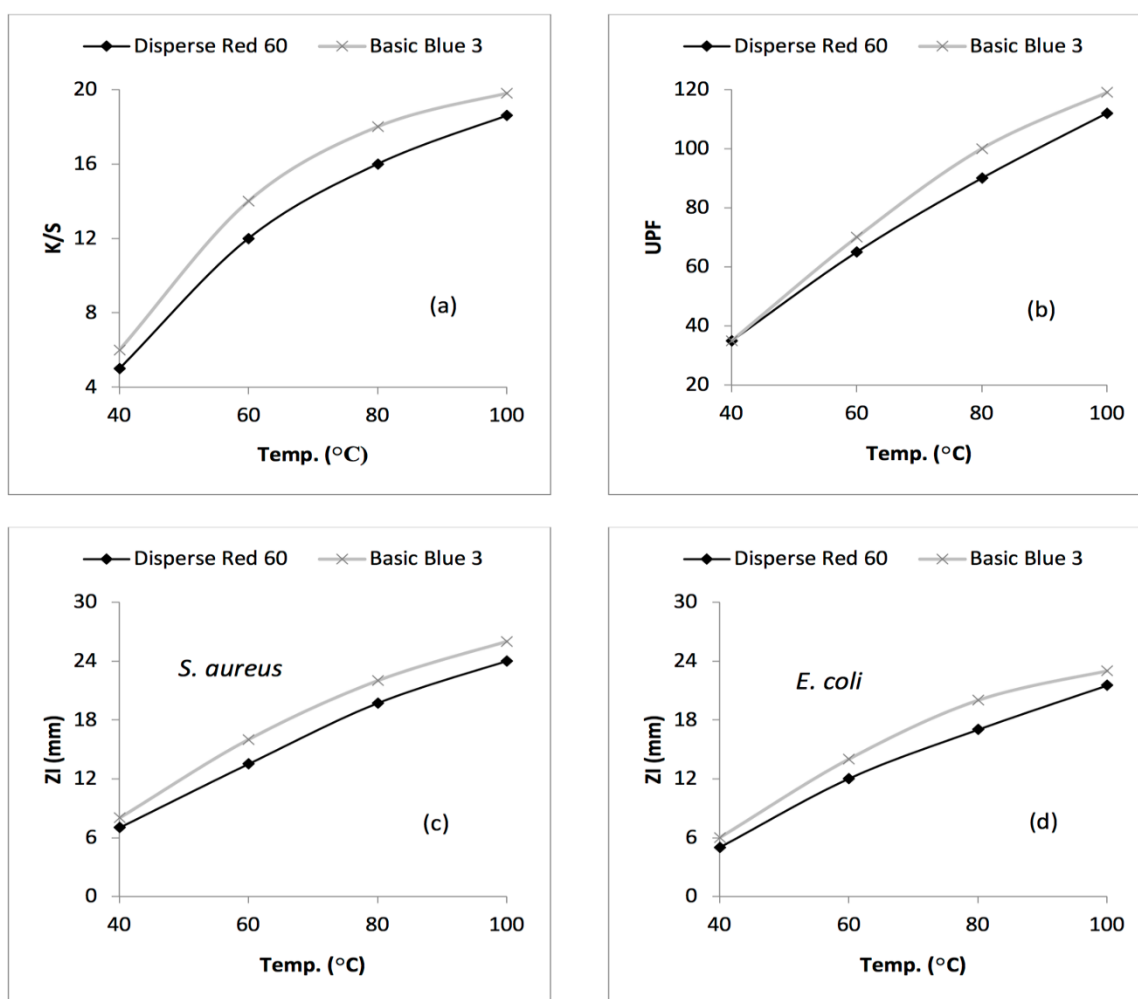 Disperse Red 60 Basic Blue 3
20
16
12
8
4
K/S
(a)
40 60 80 100
Temp. (°C)
Disperse Red 60 Basic Blue 3
120
100
80
60
40
20
UPF
(b)
40 60 80 100
Temp. (°C)
Disperse Red 60 Basic Blue 3
30
24
18
12
6
0
ZI (mm)
S. aureus
(c)
40 60 80 100
Temp. (°C)
Disperse Red 60 Basic Blue 3
30
24
18
12
6
0
ZI (mm)
E. coli
(d)
40 60 80 100
Temp. (°C)